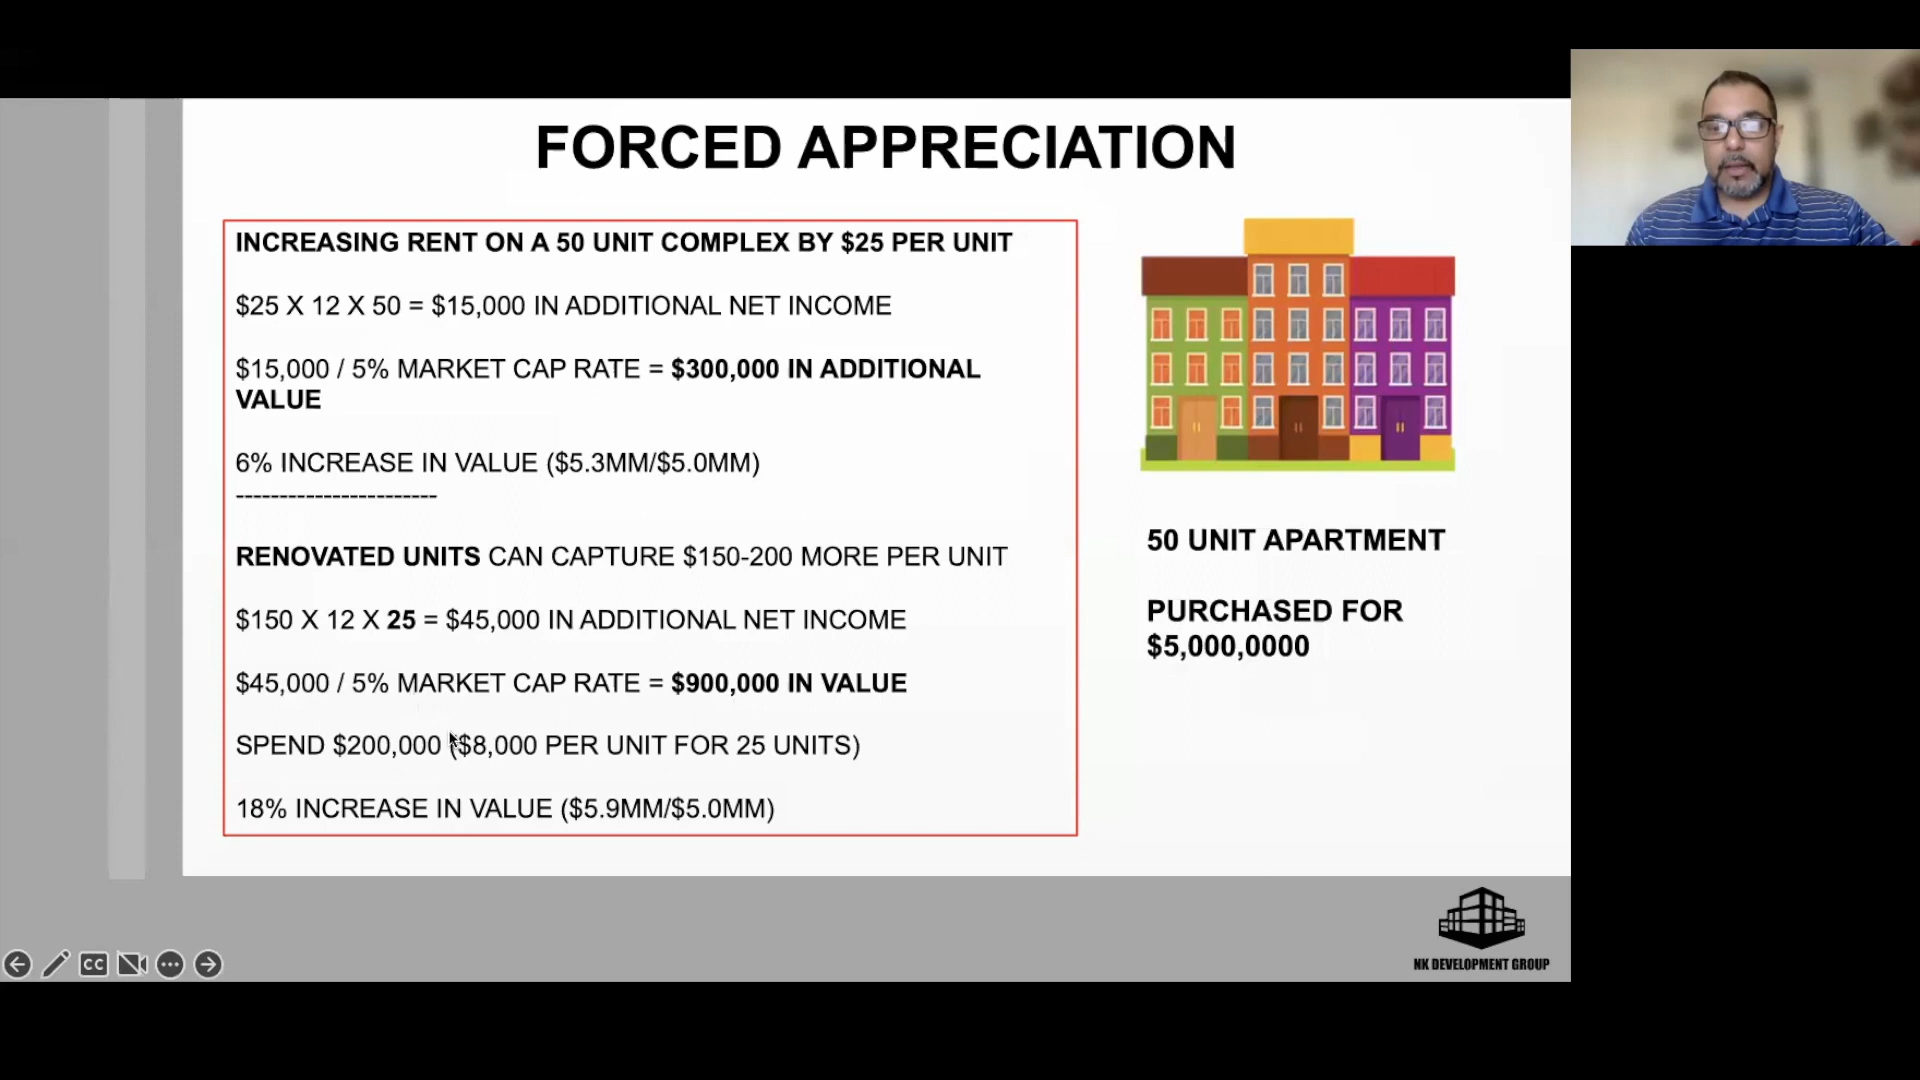 FORCED APPRECIATION
INCREASING RENT ON A 50 UNIT COMPLEX BY $25 PER UNIT
$25 X 12 X 50 = $15,000 IN ADDITIONAL NET INCOME
$15,000 / 5% MARKET CAP RATE = $300,000 IN ADDITIONAL
VALUE
6% INCREASE IN VALUE ($5.3MM/$5.0MM)
-----------------------
RENOVATED UNITS CAN CAPTURE $150-200 MORE PER UNIT
$150 X 12 X 25 = $45,000 IN ADDITIONAL NET INCOME
$45,000 / 5% MARKET CAP RATE = $900,000 IN VALUE
SPEND $200,000 ($8,000 PER UNIT FOR 25 UNITS)
18% INCREASE IN VALUE ($5.9MM/$5.0MM)
50 UNIT APARTMENT
PURCHASED FOR
$5,000,0000
NK DEVELOPMENT GROUP
CC